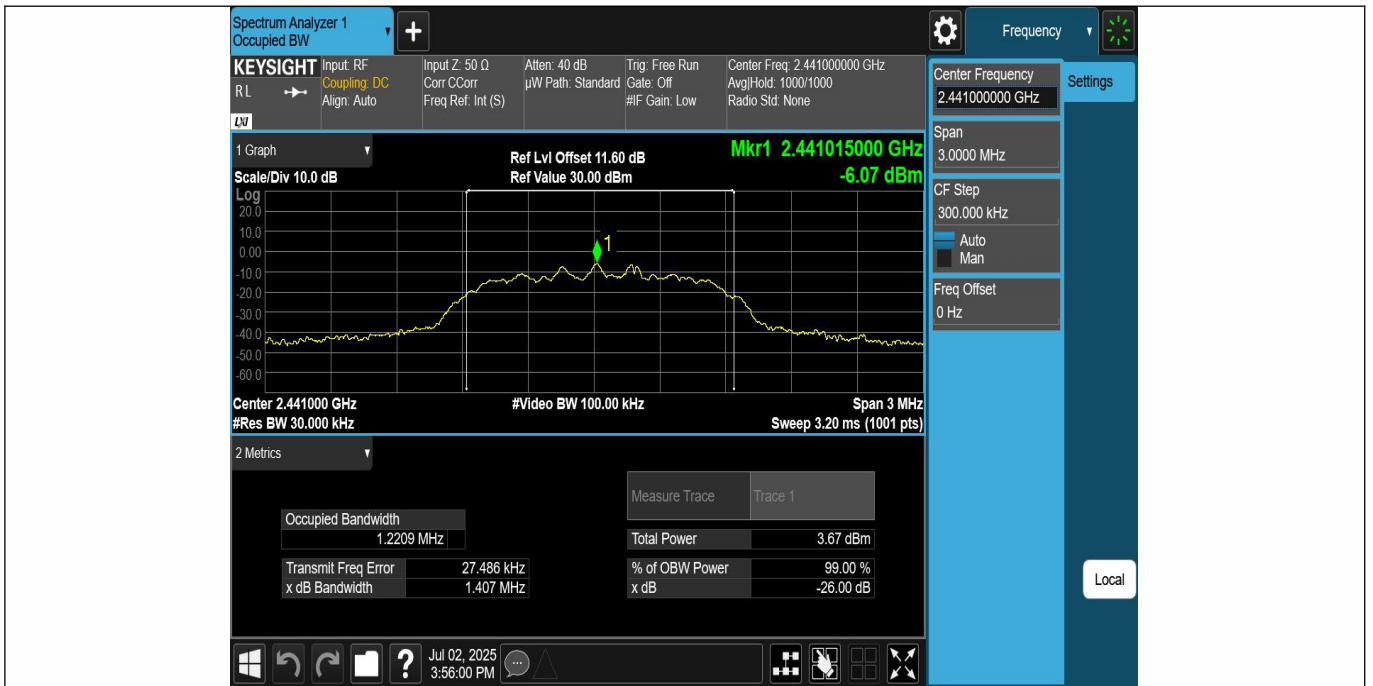 Spectrum Analyzer 1
Occupied BW
+
Frequency
KEYSIGHT
RL
LXI
Input: RF
Coupling: DC
Align: Auto
Input Z: 50 Ω
Corr CCorr
Freq Ref: Int (S)
Atten: 40 dB
µW Path: Standard
Trig: Free Run
Gate: Off
#IF Gain: Low
Center Freq: 2.441000000 GHz
Avg|Hold: 1000/1000
Radio Std: None
Center Frequency
2.441000000 GHz
Settings
Span
3.0000 MHz
CF Step
300.000 kHz
Auto
Man
Freq Offset
0 Hz
Local
1 Graph
Scale/Div 10.0 dB
Ref Lvl Offset 11.60 dB
Ref Value 30.00 dBm
Mkr1 2.441015000 GHz
-6.07 dBm
Log
20.0
10.0
0.00
-10.0
-20.0
-30.0
-40.0
-50.0
-60.0
1
Center 2.441000 GHz
#Video BW 100.00 kHz
Span 3 MHz
#Res BW 30.000 kHz
Sweep 3.20 ms (1001 pts)
2 Metrics
Measure Trace Trace 1
Occupied Bandwidth
1.2209 MHz
Total Power 3.67 dBm
Transmit Freq Error 27.486 kHz
% of OBW Power 99.00 %
x dB Bandwidth 1.407 MHz
x dB -26.00 dB
?
Jul 02, 2025
3:56:00 PM